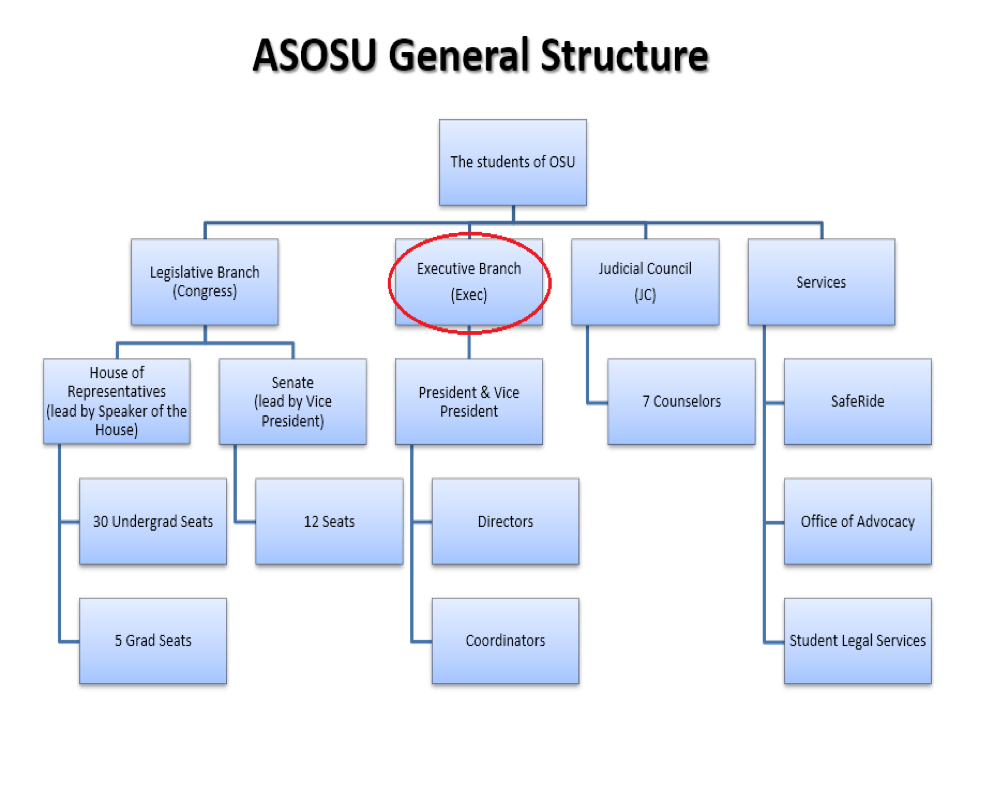 ASOSU General Structure
The students of OSU
Legislative Branch
(Congress)
Executive Branch
(Exec)
Judicial Council
(JC)
Services
House of
Representatives
(lead by Speaker of the
House)
Senate
(lead by Vice
President)
President & Vice
President
7 Counselors
SafeRide
30 Undergrad Seats
12 Seats
Directors
Office of Advocacy
5 Grad Seats
Coordinators
Student Legal Services